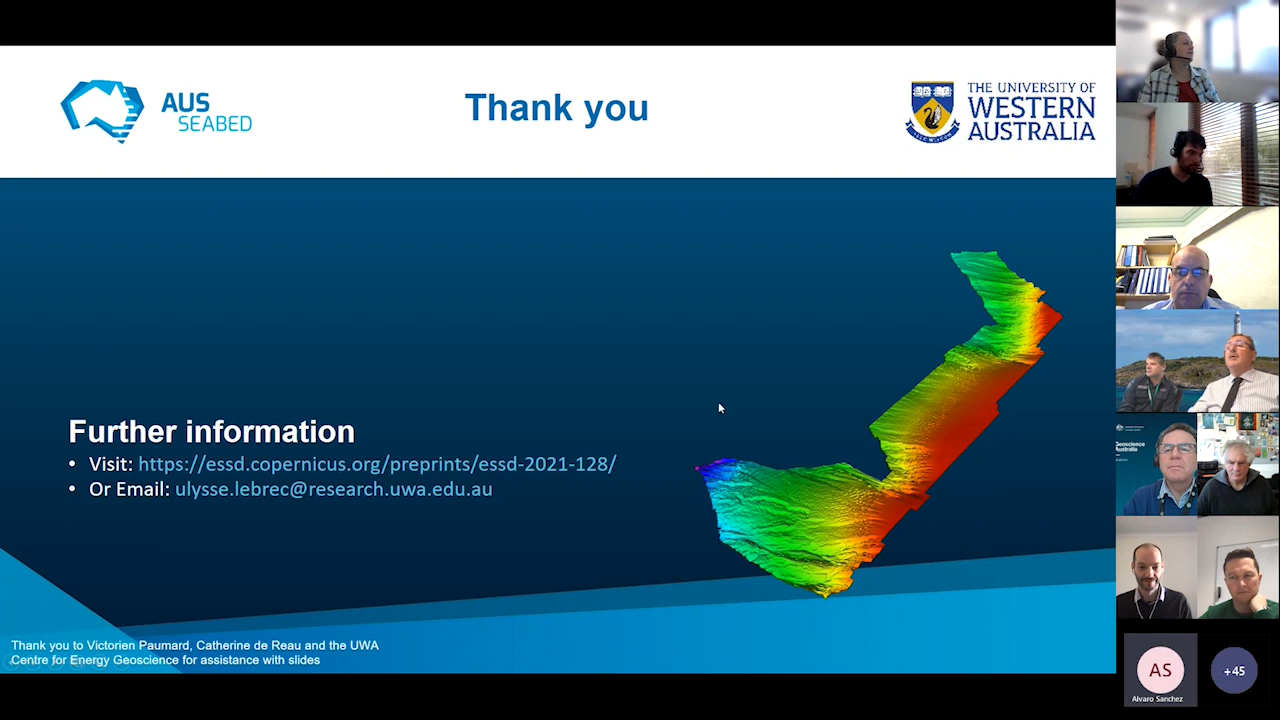 AUS
SEABED
Thank you
THE UNIVERSITY OF
WESTERN
AUSTRALIA
Further information
• Visit: https://essd.copernicus.org/preprints/essd-2021-128/
• Or Email: ulysse.lebrec@research.uwa.edu.au
Thank you to Victorien Paumard, Catherine de Reau and the UWA
Centre for Energy Geoscience for assistance with slides
Geoscience
Australia
AS
Alvaro Sanchez
+45